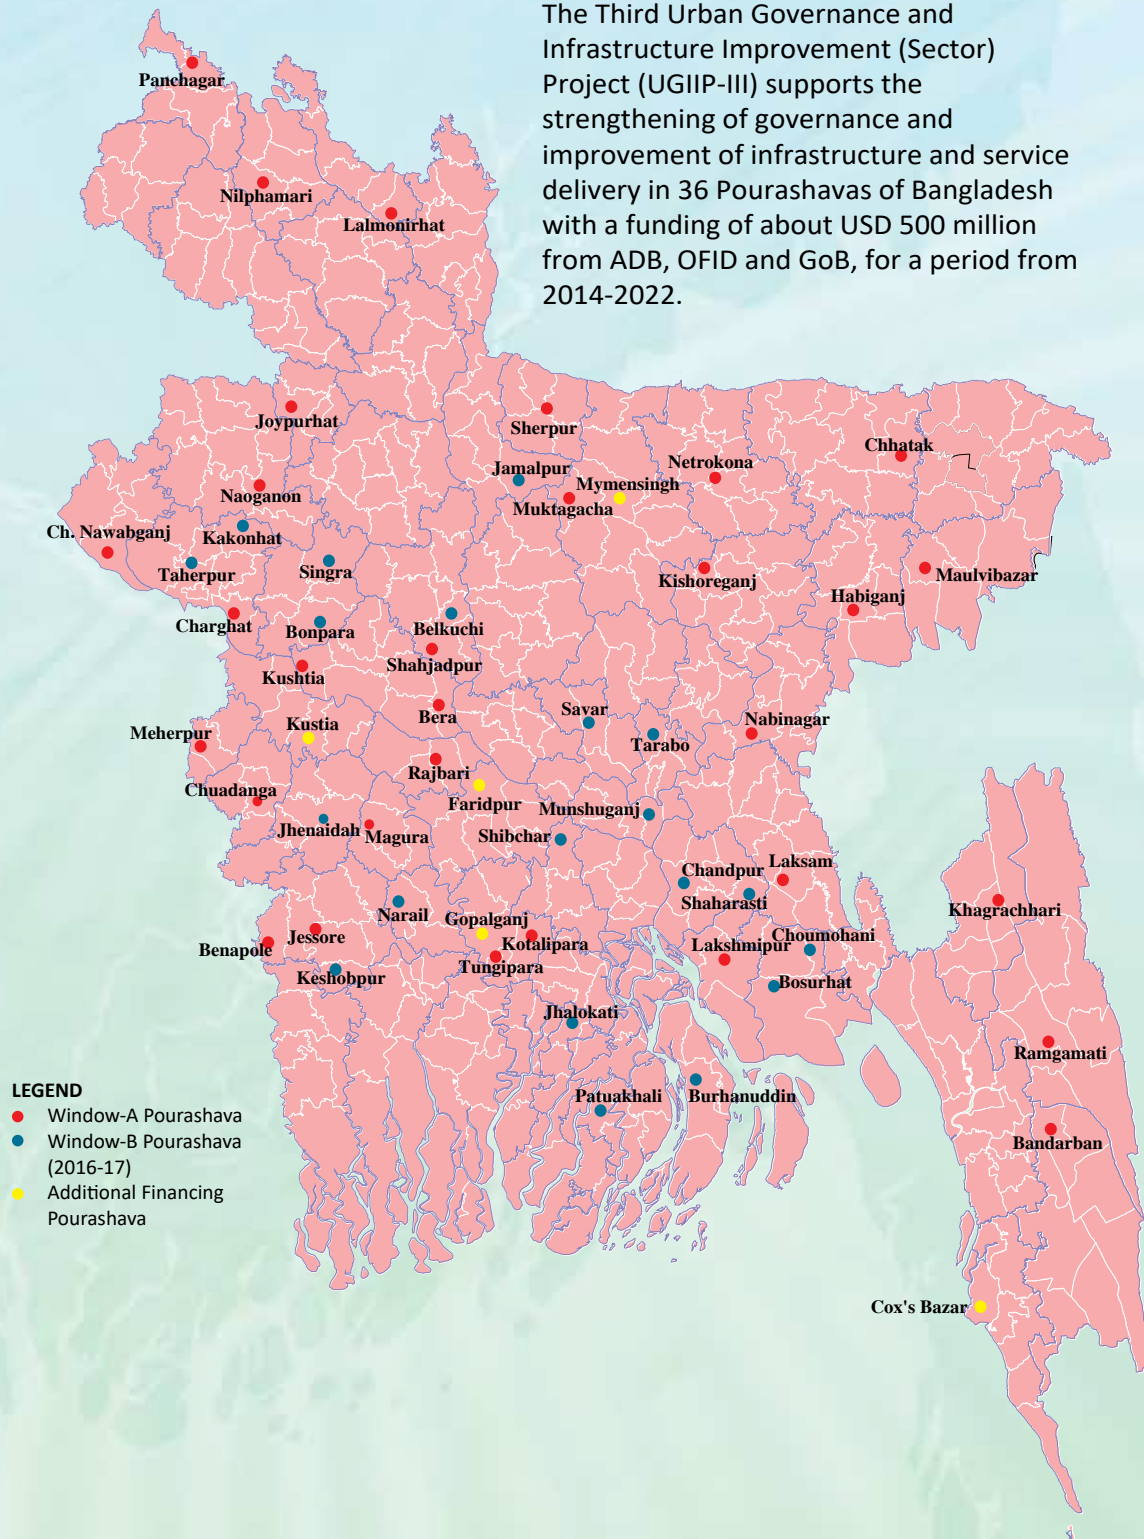 The Third Urban Governance and
Infrastructure Improvement (Sector)
Project (UGIIP-III) supports the
strengthening of governance and
improvement of infrastructure and service
delivery in 36 Pourashavas of Bangladesh
with a funding of about USD 500 million
from ADB, OFID and GoB, for a period from
2014-2022.
Panchagar
Nilphamari
Lalmonirhat
Joypurhat
Sherpur
Chhatak
Netrokona
Jamalpur
Mymensingh
Naoganon
Muktagacha
Ch. Nawabganj
Kakonhat
Taherpur
Singra
Kishoreganj
Maulvibazar
Habiganj
Charghat
Bonpara
Belkuchi
Shahjadpur
Kushtia
Bera
Savar
Nabinagar
Kustia
Meherpur
Tarabo
Rajbari
Chuadanga
Faridpur
Munshuganj
Jhenaidah
Magura
Shibchar
Laksam
Chandpur
Shaharasti
Khagrachhari
Narail
Gopalganj
Choumohani
Jessore
Kotalipara
Lakshmipur
Benapole
Tungipara
Keshobpur
Bosurhat
Jhalokati
Ramgamati
Patuakhali
Burhanuddin
Bandarban
Cox's Bazar
LEGEND
Window-A Pourashava
Window-B Pourashava
(2016-17)
Additional Financing
Pourashava